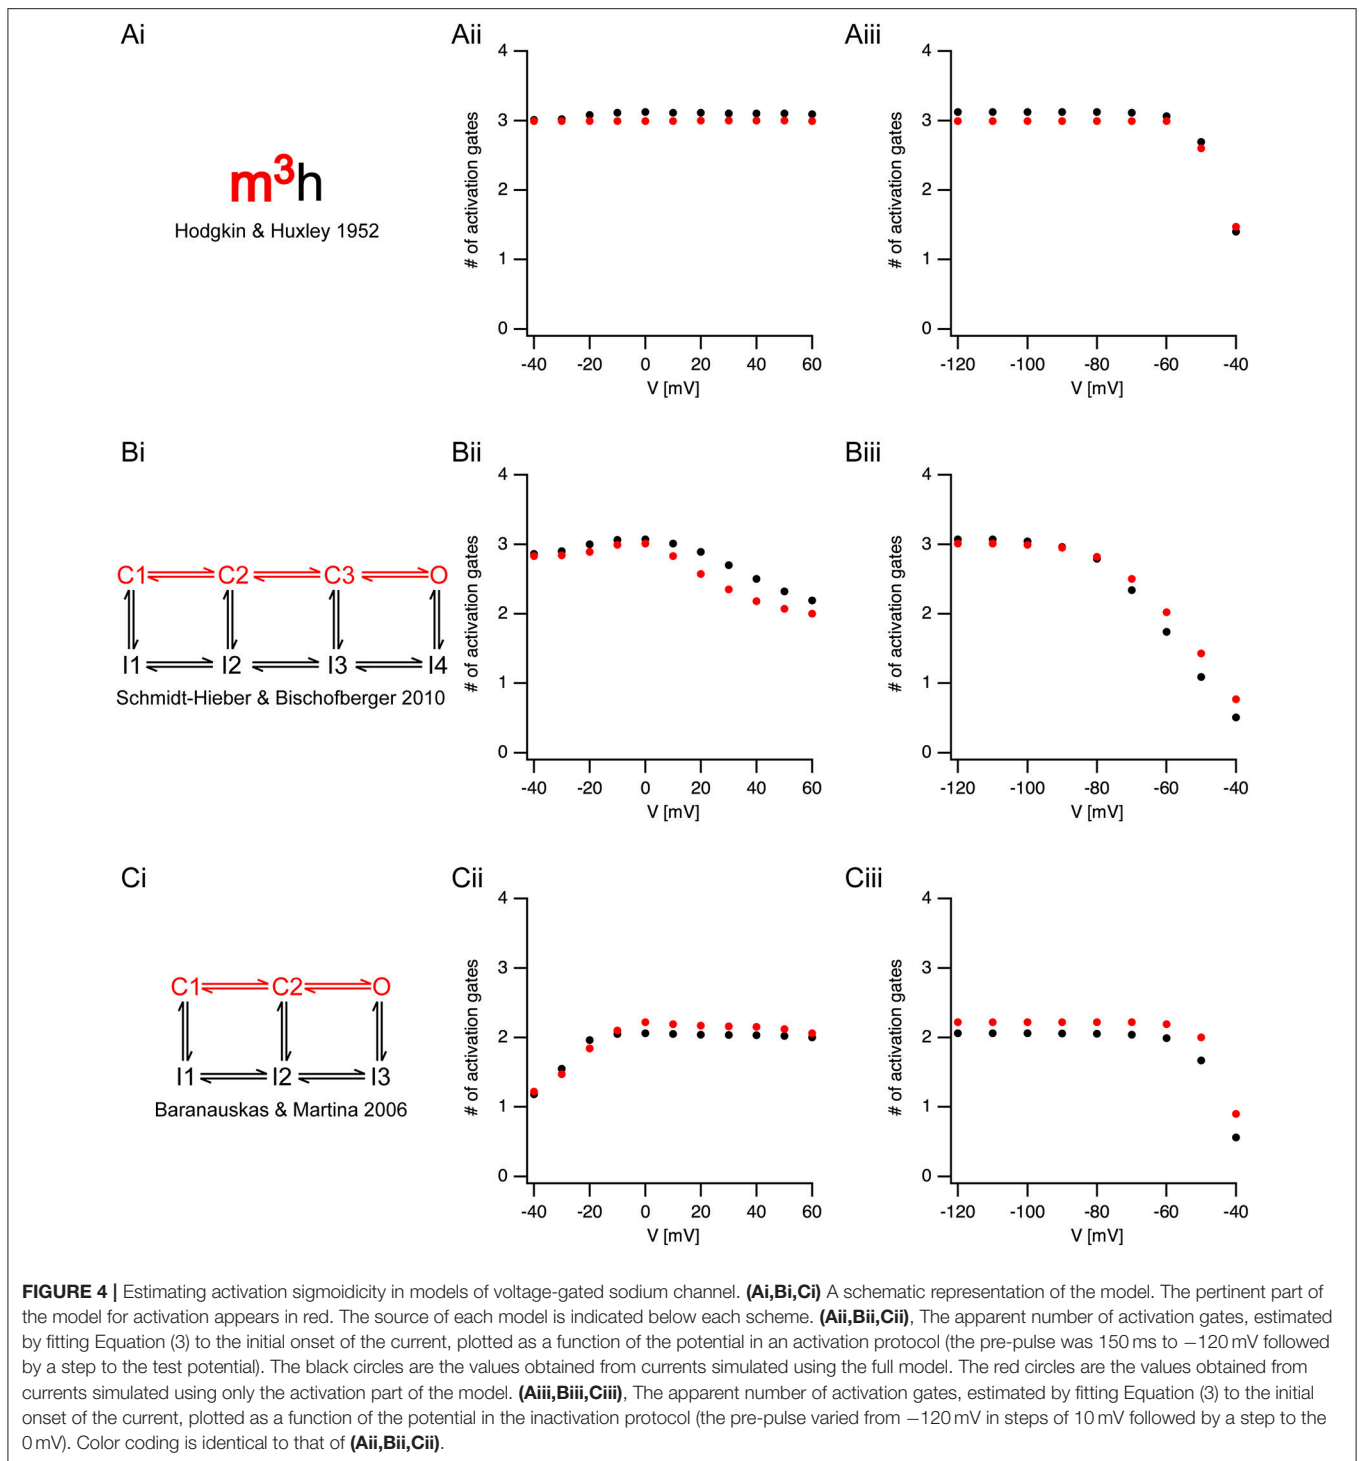 Ai
Aii
Aiii
m³h
Hodgkin & Huxley 1952
# of activation gates
4
3
2
1
0
-40 -20 0 20 40 60
V [mV]
# of activation gates
4
3
2
1
0
-120 -100 -80 -60 -40
V [mV]
Bi
Bii
Biii
C1 C2 C3 O
I1 I2 I3 I4
Schmidt-Hieber & Bischofberger 2010
# of activation gates
4
3
2
1
0
-40 -20 0 20 40 60
V [mV]
# of activation gates
4
3
2
1
0
-120 -100 -80 -60 -40
V [mV]
Ci
Cii
Ciii
C1 C2 O
I1 I2 I3
Baranauskas & Martina 2006
# of activation gates
4
3
2
1
0
-40 -20 0 20 40 60
V [mV]
# of activation gates
4
3
2
1
0
-120 -100 -80 -60 -40
V [mV]
FIGURE 4 | Estimating activation sigmoidicity in models of voltage-gated sodium channel. (Ai,Bi,Ci) A schematic representation of the model. The pertinent part of
the model for activation appears in red. The source of each model is indicated below each scheme. (Aii,Bii,Cii), The apparent number of activation gates, estimated
by fitting Equation (3) to the initial onset of the current, plotted as a function of the potential in an activation protocol (the pre-pulse was 150 ms to −120 mV followed
by a step to the test potential). The black circles are the values obtained from currents simulated using the full model. The red circles are the values obtained from
currents simulated using only the activation part of the model. (Aiii,Biii,Ciii), The apparent number of activation gates, estimated by fitting Equation (3) to the initial
onset of the current, plotted as a function of the potential in the inactivation protocol (the pre-pulse varied from −120 mV in steps of 10 mV followed by a step to the
0 mV). Color coding is identical to that of (Aii,Bii,Cii).